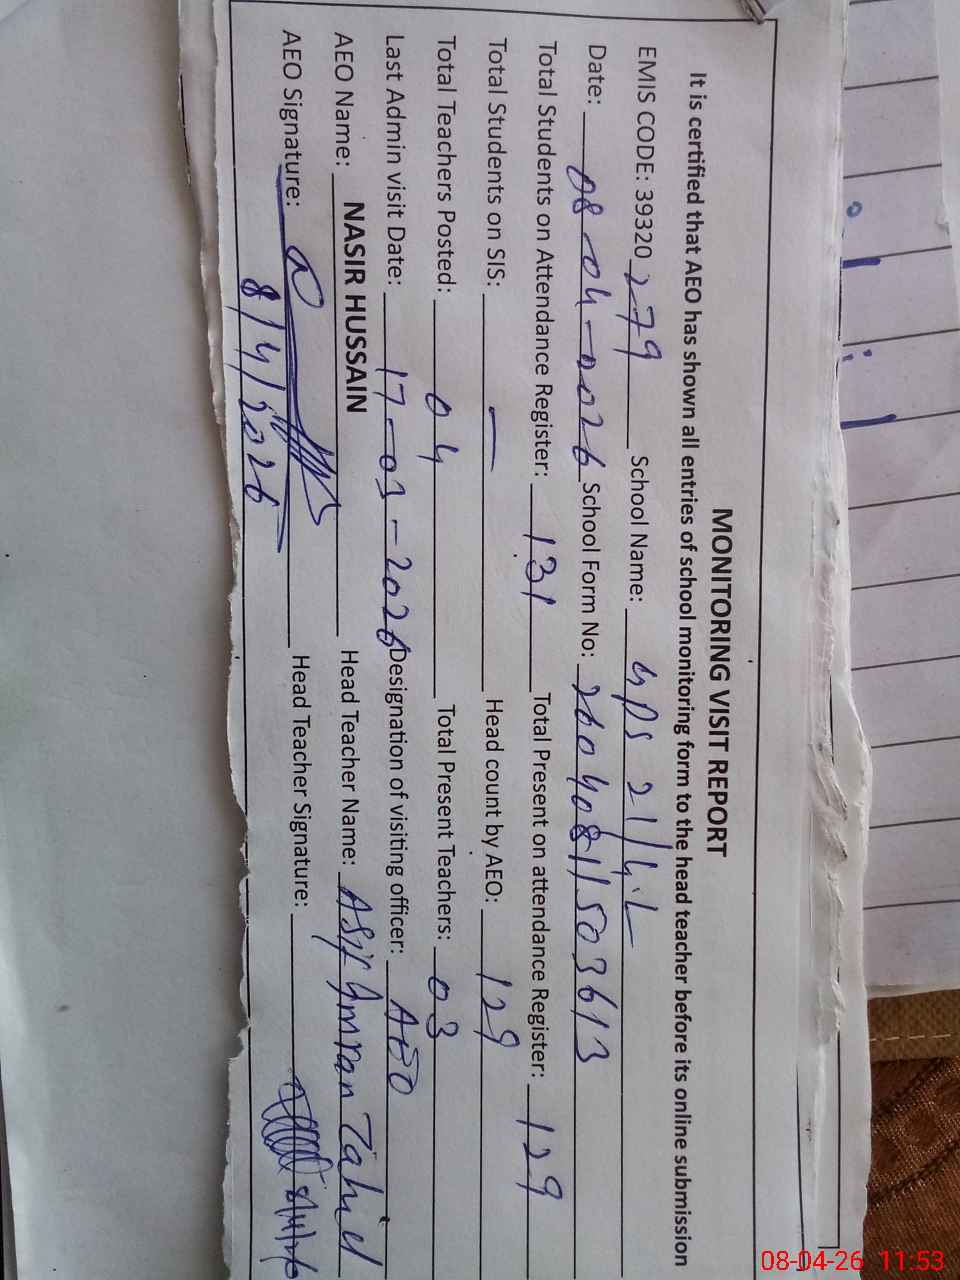 MONITORING VISIT REPORT
It is certified that AEO has shown all entries of school monitoring form to the head teacher before its online submission
EMIS CODE: 39320 279 School Name: GPS 21/4.L
Date: 08-04-2026 School Form No: 26040811503613
Total Students on Attendance Register: 131 Total Present on attendance Register: 129
Total Students on SIS: — Head count by AEO: 129
Total Teachers Posted: 04 Total Present Teachers: 03
Last Admin visit Date: 17-03-2026 Designation of visiting officer: AEO
AEO Name: NASIR HUSSAIN Head Teacher Name: Asif Imran Zahid
AEO Signature: Head Teacher Signature:
8/4/2026
08-04-26 11:53